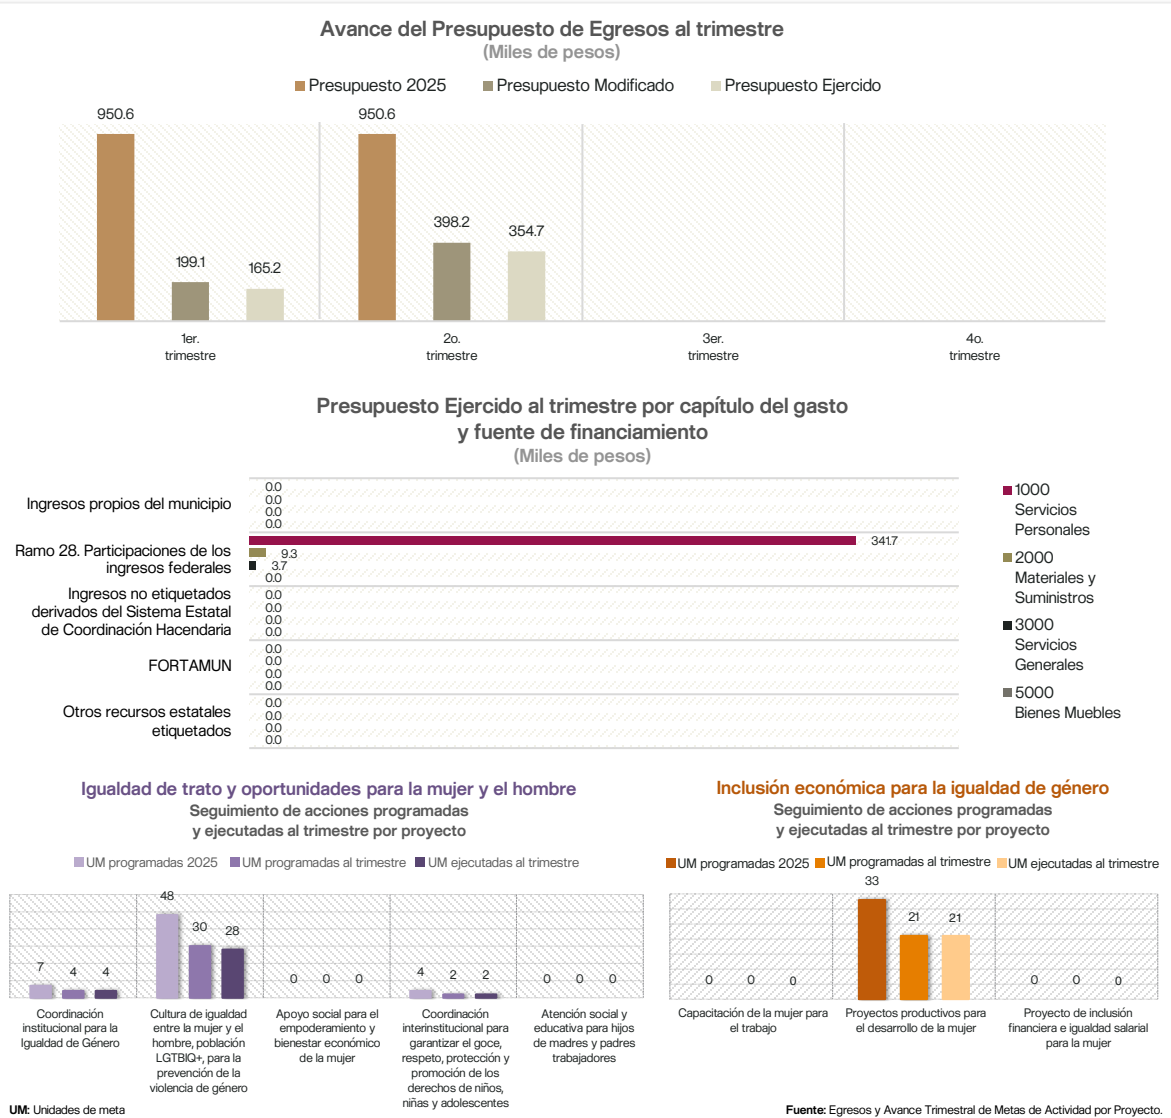 Avance del Presupuesto de Egresos al trimestre
(Miles de pesos)
Presupuesto 2025 Presupuesto Modificado Presupuesto Ejercido
950.6 199.1 165.2 950.6 398.2 354.7
1er. 2o. 3er. 4o.
trimestre trimestre trimestre trimestre
Presupuesto Ejercido al trimestre por capítulo del gasto
y fuente de financiamiento
(Miles de pesos)
Ingresos propios del municipio
0.0
0.0
0.0
0.0
Ramo 28. Participaciones de los
ingresos federales
341.7
9.3
3.7
0.0
Ingresos no etiquetados
derivados del Sistema Estatal
de Coordinación Hacendaria
0.0
0.0
0.0
0.0
FORTAMUN
0.0
0.0
0.0
0.0
Otros recursos estatales
etiquetados
0.0
0.0
0.0
0.0
1000
Servicios
Personales
2000
Materiales y
Suministros
3000
Servicios
Generales
5000
Bienes Muebles
Igualdad de trato y oportunidades para la mujer y el hombre
Seguimiento de acciones programadas
y ejecutadas al trimestre por proyecto
UM programadas 2025 UM programadas al trimestre UM ejecutadas al trimestre
7 4 4
48 30 28
0 0 0
4 2 2
0 0 0
Coordinación
institucional para la
Igualdad de Género
Cultura de igualdad
entre la mujer y el
hombre, población
LGTBIQ+, para la
prevención de la
violencia de género
Apoyo social para el
empoderamiento y
bienestar económico
de la mujer
Coordinación
interinstitucional para
garantizar el goce,
respeto, protección y
promoción de los
derechos de niños,
niñas y adolescentes
Atención social y
educativa para hijos
de madres y padres
trabajadores
Inclusión económica para la igualdad de género
Seguimiento de acciones programadas
y ejecutadas al trimestre por proyecto
UM programadas 2025 UM programadas al trimestre UM ejecutadas al trimestre
0 0 0
33 21 21
0 0 0
Capacitación de la mujer para
el trabajo
Proyectos productivos para
el desarrollo de la mujer
Proyecto de inclusión
financiera e igualdad salarial
para la mujer
UM: Unidades de meta
Fuente: Egresos y Avance Trimestral de Metas de Actividad por Proyecto.